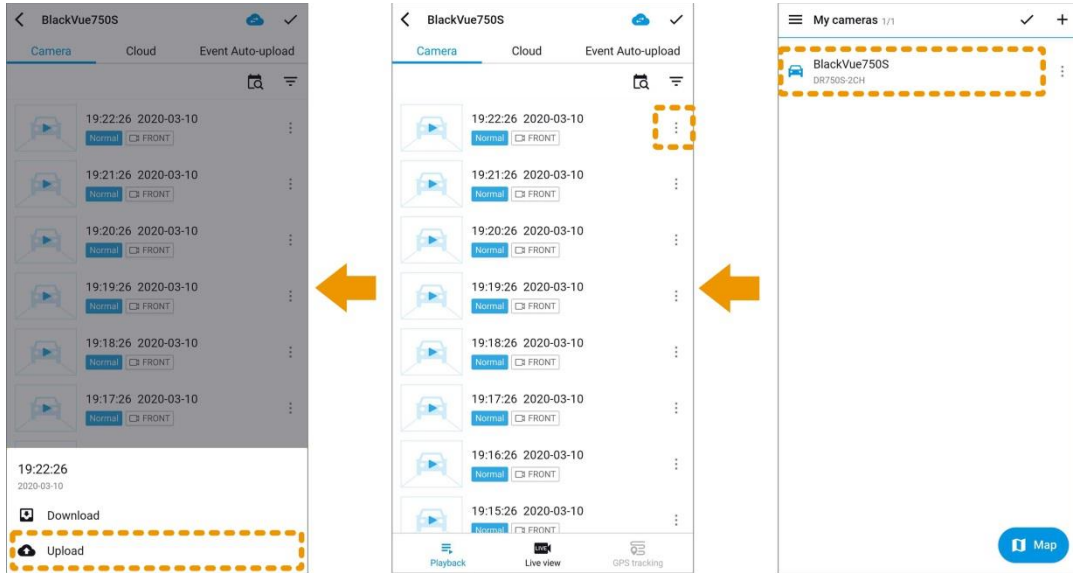 BlackVue750S
Camera Cloud Event Auto-upload
19:22:26 2020-03-10
Normal FRONT
19:21:26 2020-03-10
Normal FRONT
19:20:26 2020-03-10
Normal FRONT
19:19:26 2020-03-10
Normal FRONT
19:18:26 2020-03-10
Normal FRONT
19:17:26 2020-03-10
Normal FRONT
19:22:26
2020-03-10
Download
Upload
BlackVue750S
Camera Cloud Event Auto-upload
19:22:26 2020-03-10
Normal FRONT
19:21:26 2020-03-10
Normal FRONT
19:20:26 2020-03-10
Normal FRONT
19:19:26 2020-03-10
Normal FRONT
19:18:26 2020-03-10
Normal FRONT
19:17:26 2020-03-10
Normal FRONT
19:16:26 2020-03-10
Normal FRONT
19:15:26 2020-03-10
Normal FRONT
LIVE
Playback Live view GPS tracking
My cameras 1/1
BlackVue750S
DR750S-2CH
Map